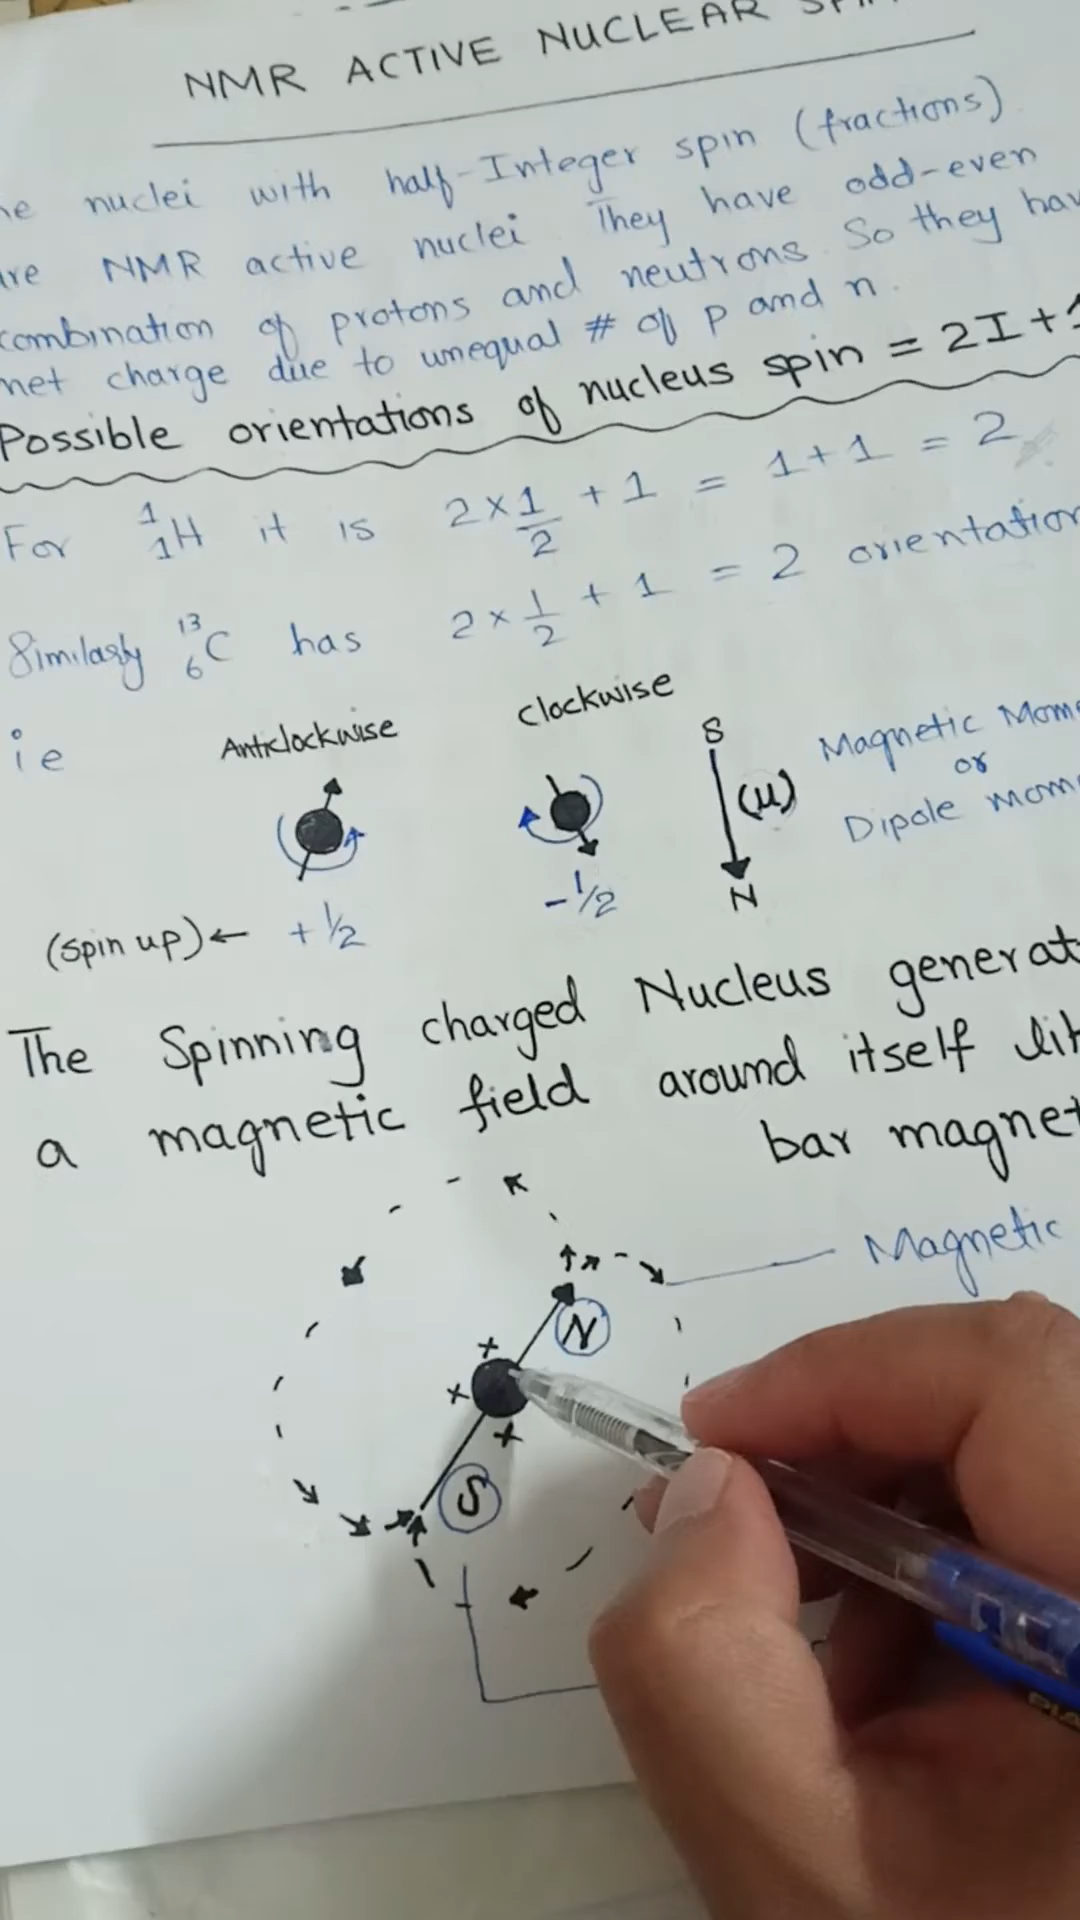 NMR ACTIVE NUCLEAR
nuclei with half-Integer spin (fractions)
NMR active nuclei They have odd-even
combination of protons and neutrons. So they
net charge due to unequal # of p and n.
Possible orientations of nucleus spin = 2I+1
For ¹₁H it is 2×1/2 + 1 = 1+1 = 2
Similarly ¹³₆C has 2×1/2 + 1 = 2 orientation
ie Anticlockwise Clockwise S Magnetic
(μ) or
Dipole
N
(spin up)← +1/2 -1/2
The Spinning charged Nucleus
a magnetic field around itself
bar magnet
Magnetic
N
+
+
+
S